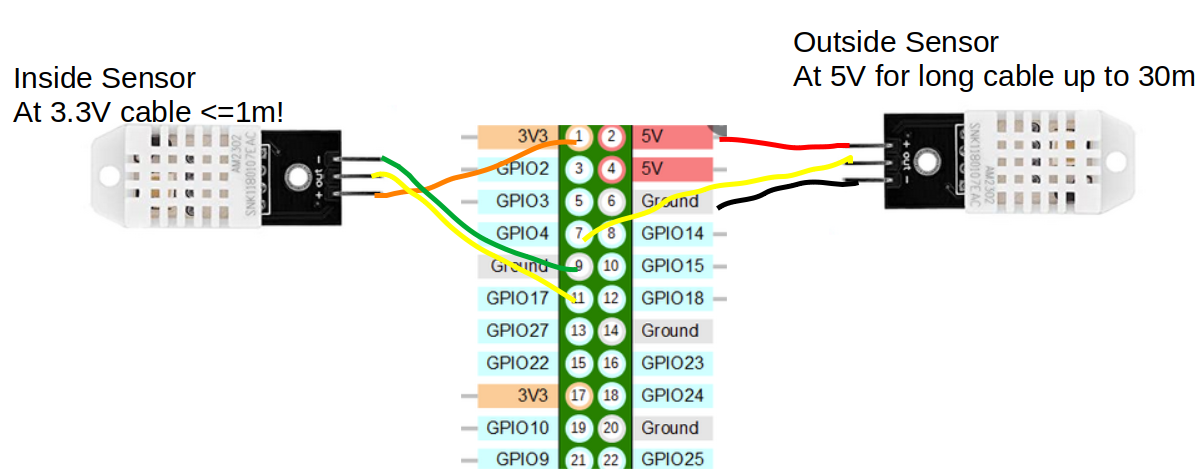 Outside Sensor
At 5V for long cable up to 30m
Inside Sensor
At 3.3V cable <=1m!
3V3 1 2 5V
GPIO2 3 4 5V
GPIO3 5 6 Ground
GPIO4 7 8 GPIO14
Ground 9 10 GPIO15
GPIO17 11 12 GPIO18
GPIO27 13 14 Ground
GPIO22 15 16 GPIO23
3V3 17 18 GPIO24
GPIO10 19 20 Ground
GPIO9 21 22 GPIO25
AM2302
SNK1180107EAC
- out +
+ out -
AM2302
SNK1180107EAC